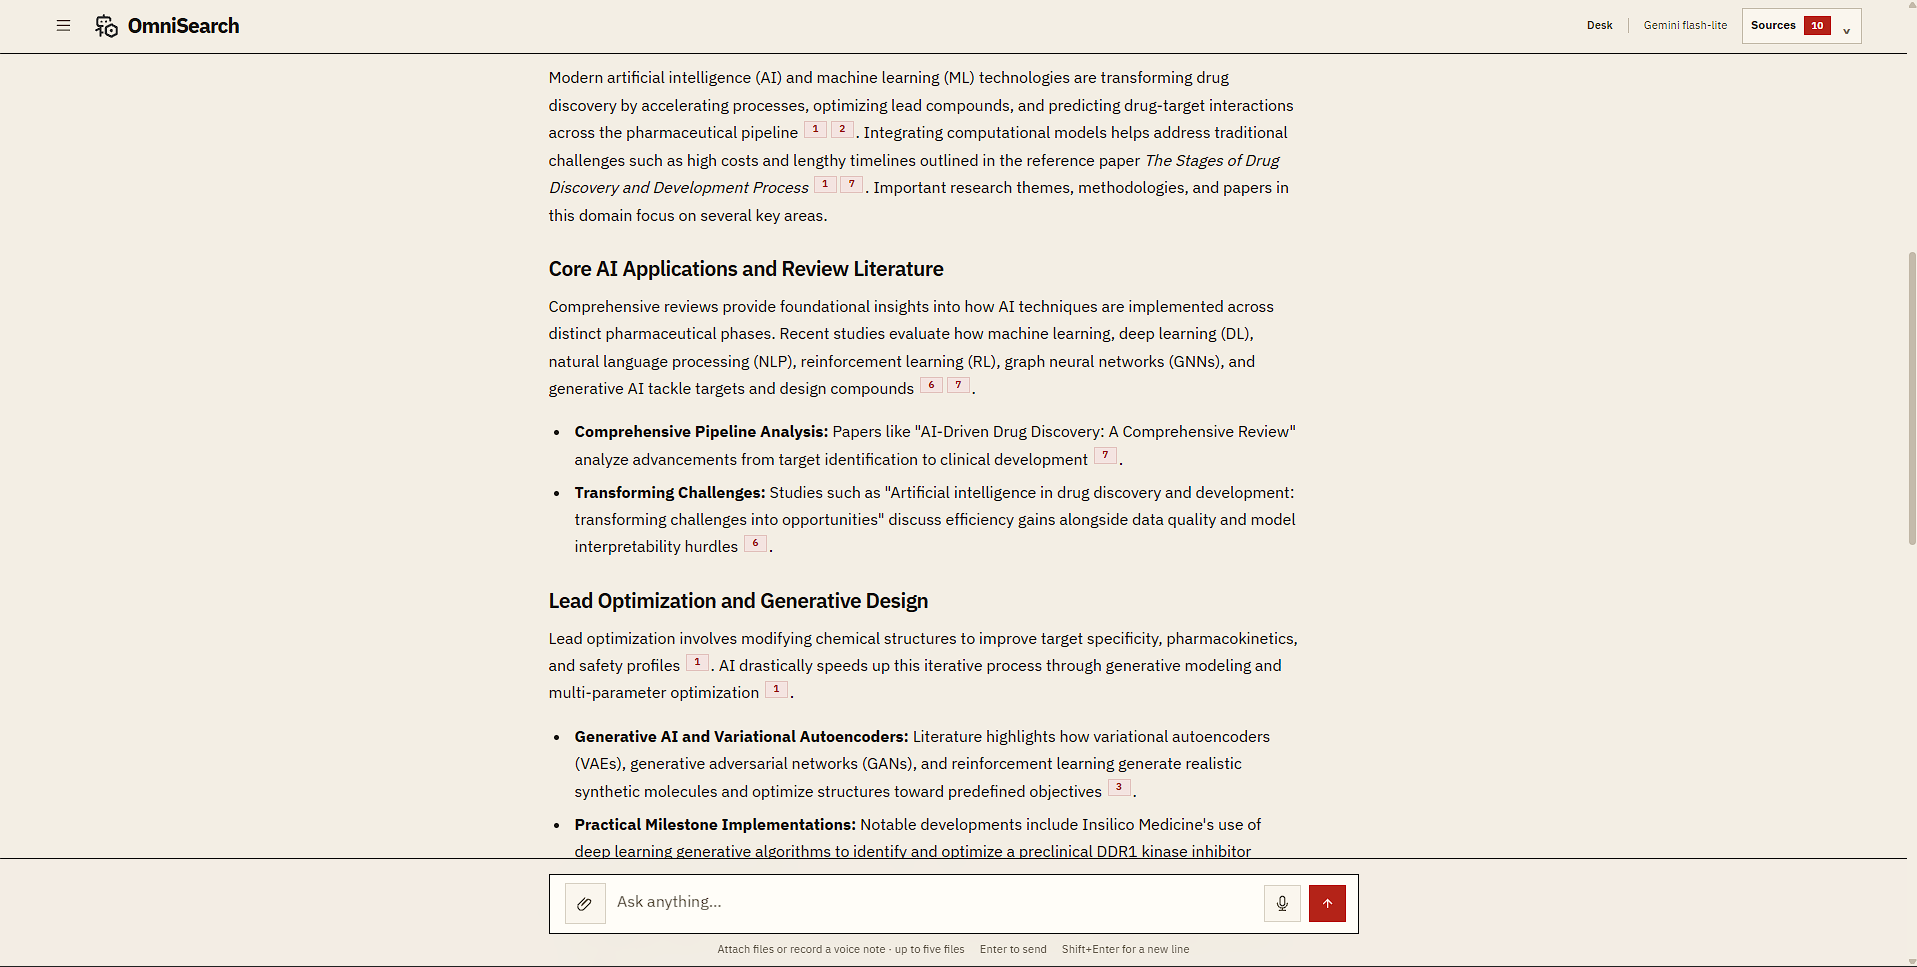 OmniSearch
Desk
Gemini flash-lite
Sources 10
Modern artificial intelligence (AI) and machine learning (ML) technologies are transforming drug
discovery by accelerating processes, optimizing lead compounds, and predicting drug-target interactions
across the pharmaceutical pipeline 1 2 . Integrating computational models helps address traditional
challenges such as high costs and lengthy timelines outlined in the reference paper The Stages of Drug
Discovery and Development Process 1 7 . Important research themes, methodologies, and papers in
this domain focus on several key areas.
Core AI Applications and Review Literature
Comprehensive reviews provide foundational insights into how AI techniques are implemented across
distinct pharmaceutical phases. Recent studies evaluate how machine learning, deep learning (DL),
natural language processing (NLP), reinforcement learning (RL), graph neural networks (GNNs), and
generative AI tackle targets and design compounds 6 7 .
• Comprehensive Pipeline Analysis: Papers like "AI-Driven Drug Discovery: A Comprehensive Review"
analyze advancements from target identification to clinical development 7 .
• Transforming Challenges: Studies such as "Artificial intelligence in drug discovery and development:
transforming challenges into opportunities" discuss efficiency gains alongside data quality and model
interpretability hurdles 6 .
Lead Optimization and Generative Design
Lead optimization involves modifying chemical structures to improve target specificity, pharmacokinetics,
and safety profiles 1 . AI drastically speeds up this iterative process through generative modeling and
multi-parameter optimization 1 .
• Generative AI and Variational Autoencoders: Literature highlights how variational autoencoders
(VAEs), generative adversarial networks (GANs), and reinforcement learning generate realistic
synthetic molecules and optimize structures toward predefined objectives 3 .
• Practical Milestone Implementations: Notable developments include Insilico Medicine's use of
deep learning generative algorithms to identify and optimize a preclinical DDR1 kinase inhibitor
Ask anything...
Attach files or record a voice note · up to five files Enter to send Shift+Enter for a new line